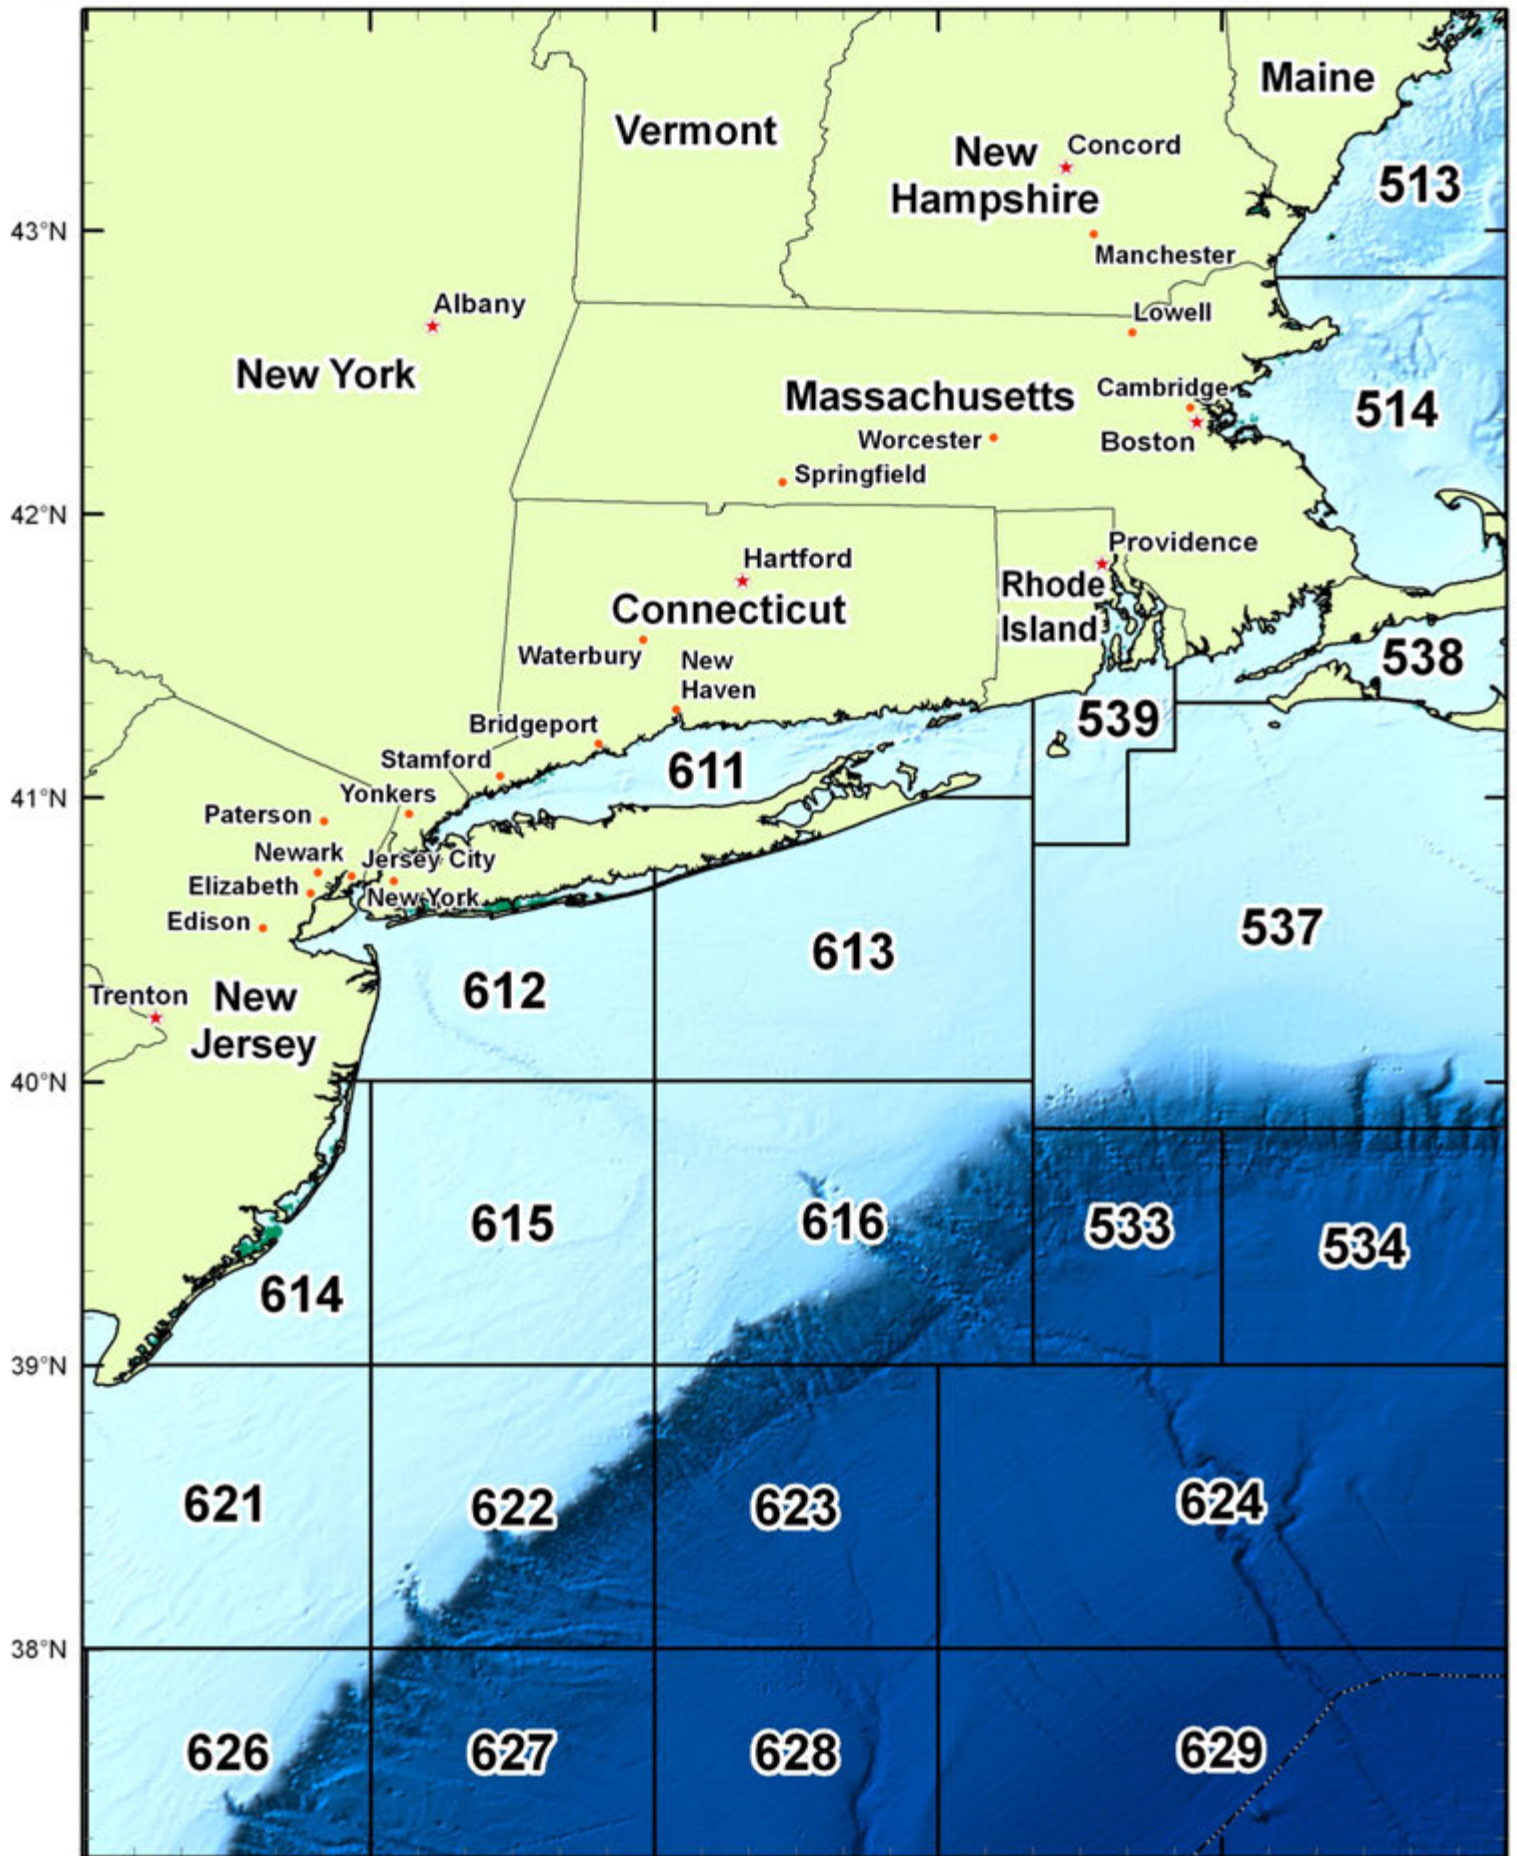 Maine
Vermont
New
Hampshire
Concord
513
43°N
Manchester
Albany
Lowell
New York
Massachusetts
Cambridge
514
Worcester
Boston
Springfield
42°N
Providence
Hartford
Rhode
Island
Connecticut
Waterbury
New
Haven
538
Bridgeport
539
Stamford
611
Yonkers
41°N
Paterson
Newark
Jersey City
Elizabeth
New York
Edison
537
613
612
Trenton
New
Jersey
40°N
615
616
533
534
614
39°N
621
622
623
624
38°N
626
627
628
629